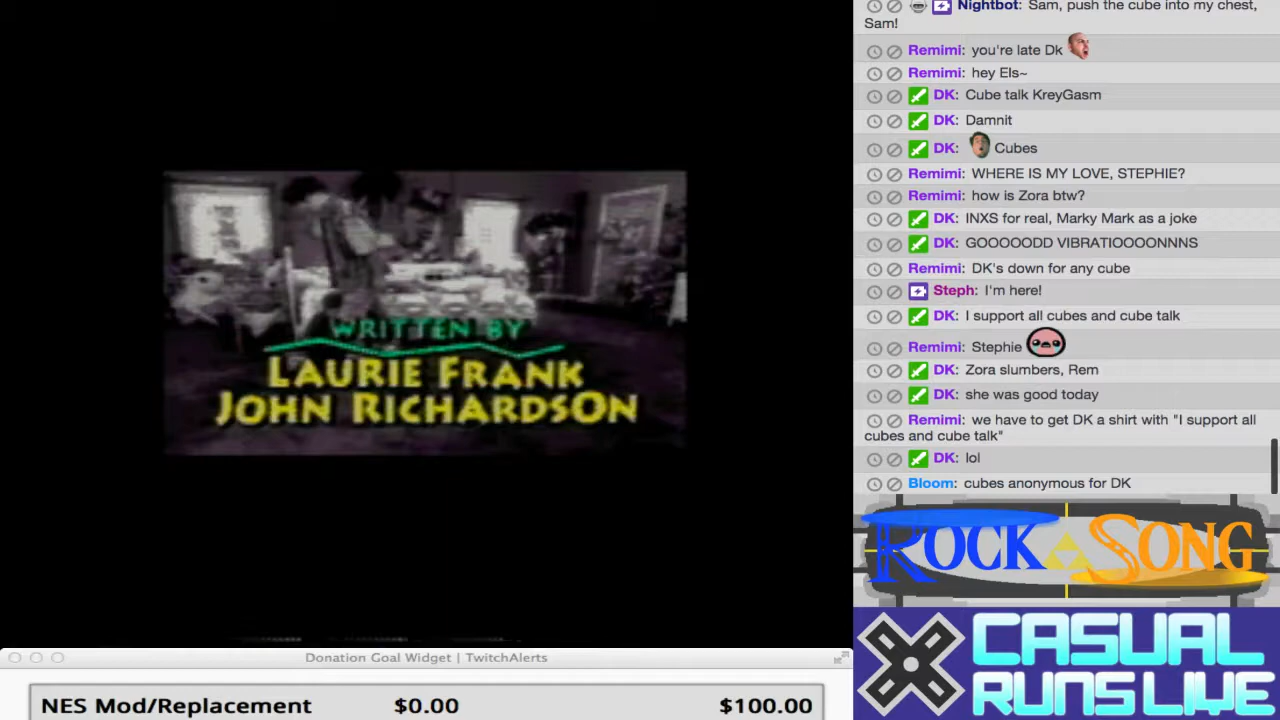 WRITTEN BY
LAURIE FRANK
JOHN RICHARDSON
Donation Goal Widget | TwitchAlerts
NES Mod/Replacement $0.00 $100.00
Nightbot: Sam, push the cube into my chest,
Sam!
Remimi: you're late Dk
Remimi: hey Els~
DK: Cube talk KreyGasm
DK: Damnit
DK: Cubes
Remimi: WHERE IS MY LOVE, STEPHIE?
Remimi: how is Zora btw?
DK: INXS for real, Marky Mark as a joke
DK: GOOOOODD VIBRATIOOOONNNS
Remimi: DK's down for any cube
Steph: I'm here!
DK: I support all cubes and cube talk
Remimi: Stephie
DK: Zora slumbers, Rem
DK: she was good today
Remimi: we have to get DK a shirt with "I support all
cubes and cube talk"
DK: lol
Bloom: cubes anonymous for DK
ROCK SONG
CASUAL
RUNS LIVE